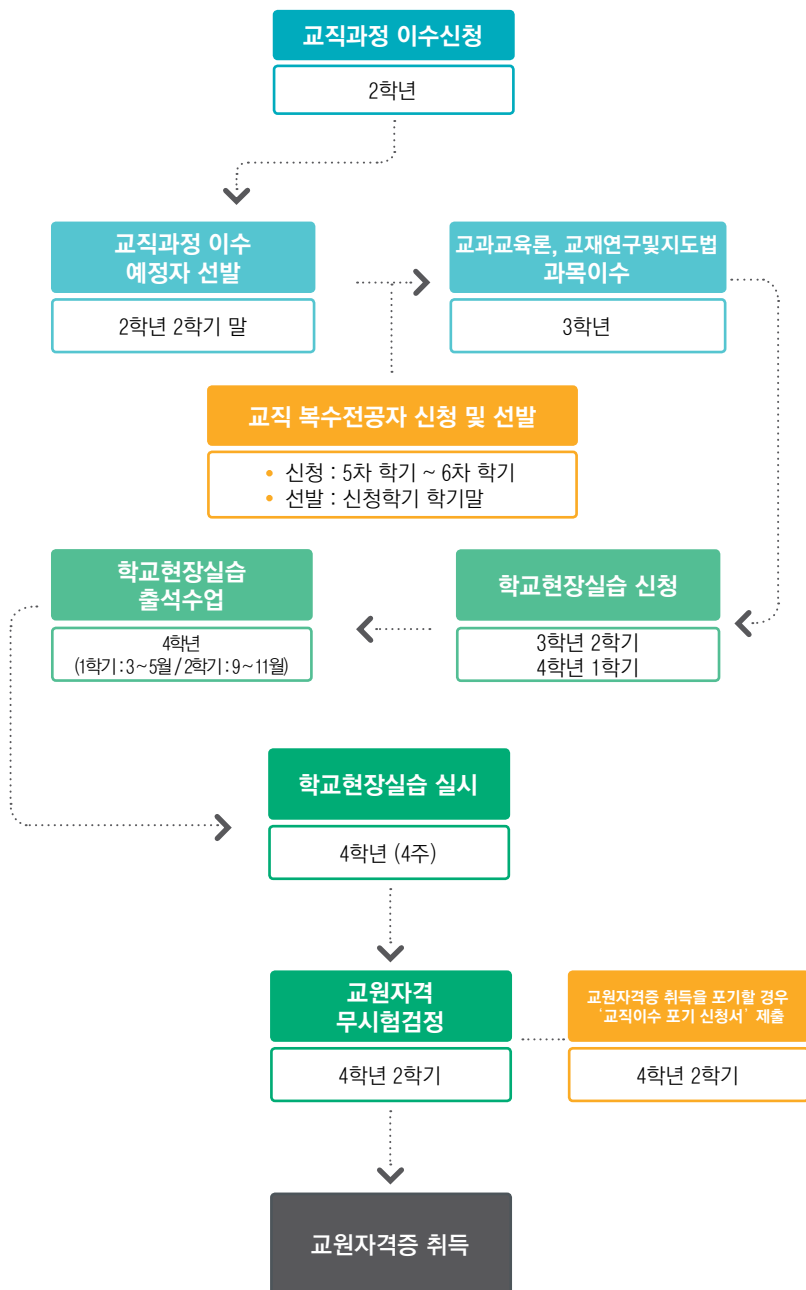 교직과정 이수신청
2학년
교직과정 이수
예정자 선발
2학년 2학기 말
교과교육론, 교재연구및지도법
과목이수
3학년
교직 복수전공자 신청 및 선발
• 신청 : 5차 학기 ~ 6차 학기
• 선발 : 신청학기 학기말
학교현장실습 신청
3학년 2학기
4학년 1학기
학교현장실습
출석수업
4학년
(1학기:3~5월/2학기:9~11월)
학교현장실습 실시
4학년 (4주)
교원자격
무시험검정
4학년 2학기
교원자격증 취득을 포기할 경우
‘교직이수 포기 신청서’ 제출
4학년 2학기
교원자격증 취득